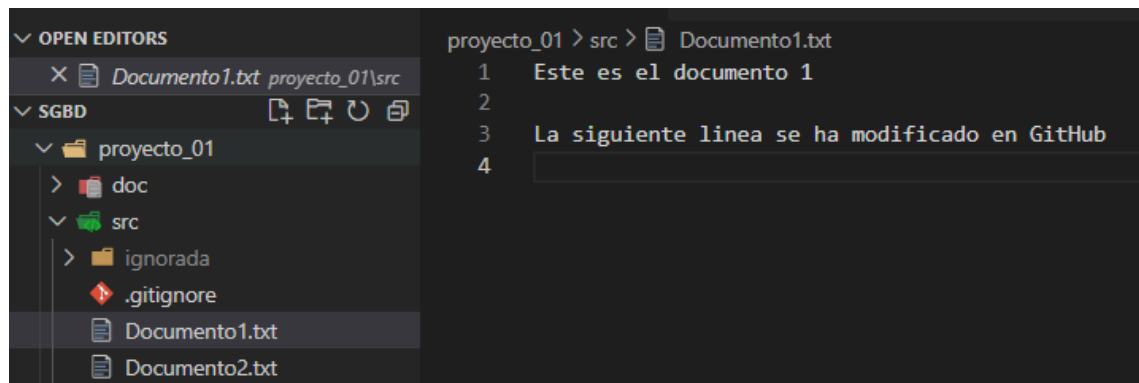 OPEN EDITORS
Documento1.txt proyecto_01\src
SGBD
proyecto_01
doc
src
ignorada
.gitignore
Documento1.txt
Documento2.txt
proyecto_01 > src > Documento1.txt
1 Este es el documento 1
2
3 La siguiente linea se ha modificado en GitHub
4